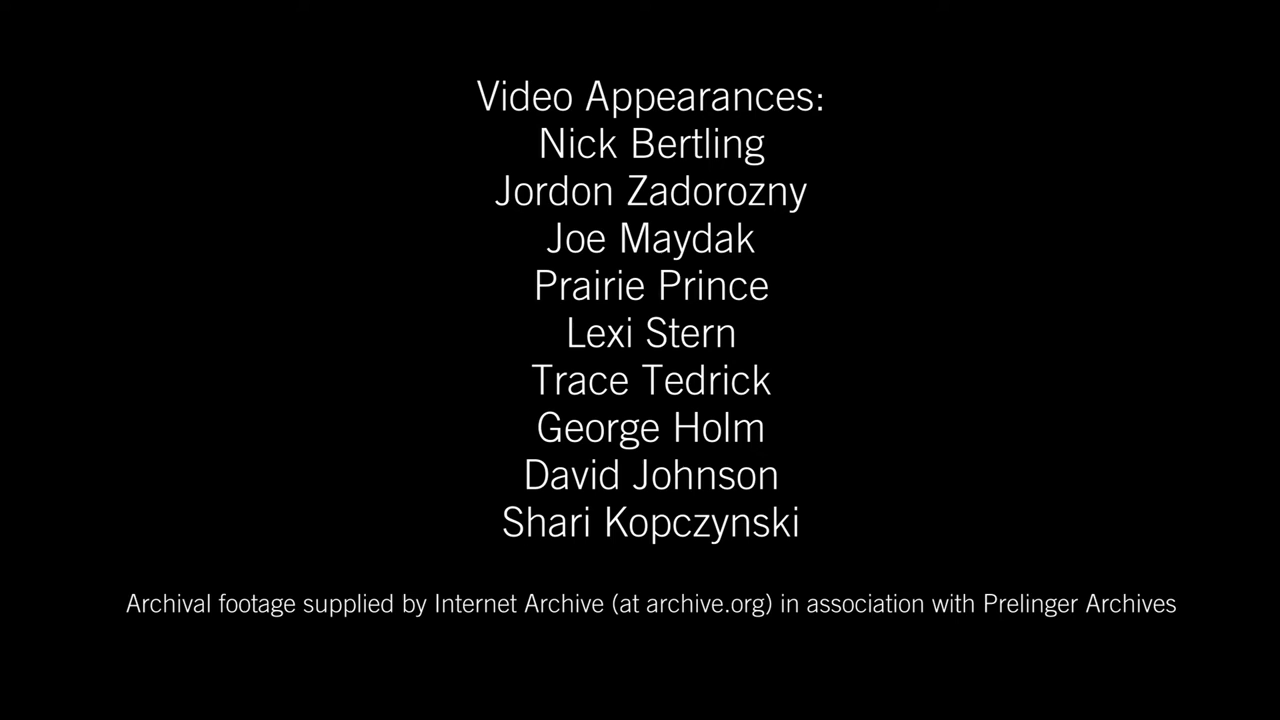 Video Appearances:
Nick Bertling
Jordon Zadorozny
Joe Maydak
Prairie Prince
Lexi Stern
Trace Tedrick
George Holm
David Johnson
Shari Kopczynski
Archival footage supplied by Internet Archive (at archive.org) in association with Prelinger Archives